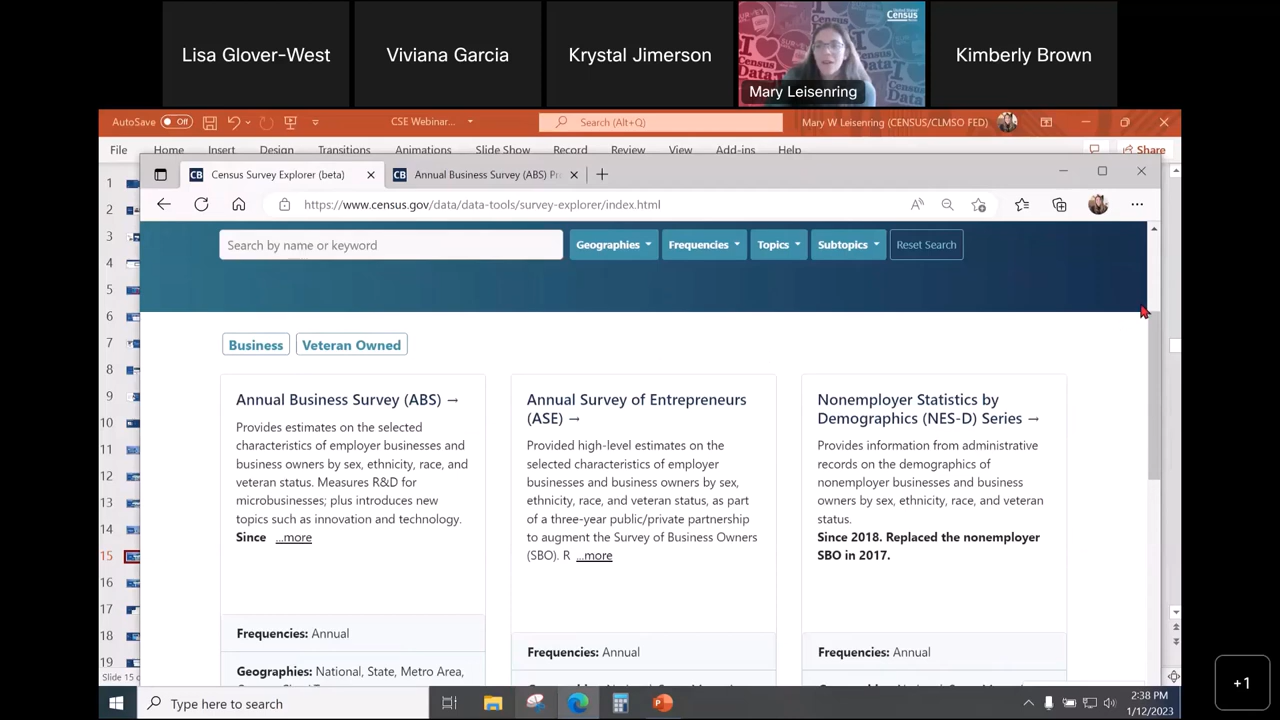 Lisa Glover-West
Viviana Garcia
Krystal Jimerson
United States®
Census
Mary Leisenring
Kimberly Brown
AutoSave Off
CSE Webinar...
Search (Alt+Q)
Mary W Leisenring (CENSUS/CLMSO FED)
File Home Insert Design Transitions Animations Slide Show Record Review View Add-ins Help
Share
CB Census Survey Explorer (beta)
CB Annual Business Survey (ABS) Pr
https://www.census.gov/data/data-tools/survey-explorer/index.html
Search by name or keyword
Geographies
Frequencies
Topics
Subtopics
Reset Search
Business
Veteran Owned
Annual Business Survey (ABS) →
Provides estimates on the selected
characteristics of employer businesses and
business owners by sex, ethnicity, race, and
veteran status. Measures R&D for
microbusinesses; plus introduces new
topics such as innovation and technology.
Since ...more
Frequencies: Annual
Geographies: National, State, Metro Area,
Annual Survey of Entrepreneurs
(ASE) →
Provided high-level estimates on the
selected characteristics of employer
businesses and business owners by sex,
ethnicity, race, and veteran status, as part
of a three-year public/private partnership
to augment the Survey of Business Owners
(SBO). R ...more
Frequencies: Annual
Nonemployer Statistics by
Demographics (NES-D) Series →
Provides information from administrative
records on the demographics of
nonemployer businesses and business
owners by sex, ethnicity, race, and veteran
status.
Since 2018. Replaced the nonemployer
SBO in 2017.
Frequencies: Annual
1
2
3
4
5
6
7
8
9
10
11
12
13
14
15
16
17
18
19
Slide 15
Type here to search
2:38 PM
1/12/2023
+1